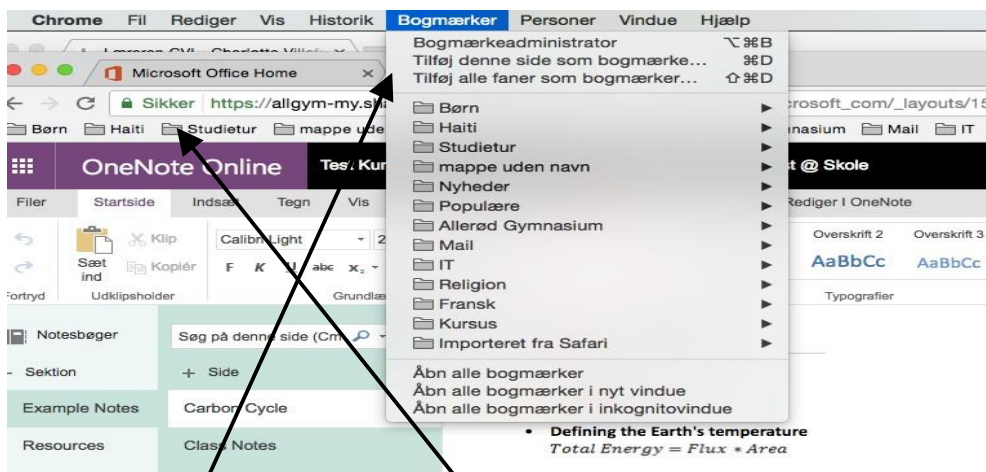 Chrome Fil Rediger Vis Historik Bogmærker Personer Vindue Hjælp
Bogmærkeadministrator ⌥⌘B
Tilføj denne side som bogmærke... ⌘D
Tilføj alle faner som bogmærker... ⇧⌘D
Børn
Haiti
Studietur
mappe uden navn
Nyheder
Populære
Allerød Gymnasium
Mail
IT
Religion
Fransk
Kursus
Importeret fra Safari
Åbn alle bogmærker
Åbn alle bogmærker i nyt vindue
Åbn alle bogmærker i inkognitovindue
Microsoft Office Home ×
Sikker https://allgym-my.sh
crosoft_com/_layouts/15
Børn Haiti Studietur mappe ude
nasium Mail IT
OneNote Online Test Kur
t @ Skole
Filer Startside Indsæt Tegn Vis
Rediger I OneNote
Sæt ind Klip Kopiér
Calibri Light 2
F K U abc x₂
Fortryd Udklipsholder Grundlæ
Overskrift 2 Overskrift 3
AaBbCc AaBbCc
Typografier
Notesbøger Søg på denne side (Cm
Sektion + Side
Example Notes Carbon Cycle
Resources Class Notes
• Defining the Earth's temperature
Total Energy = Flux * Area